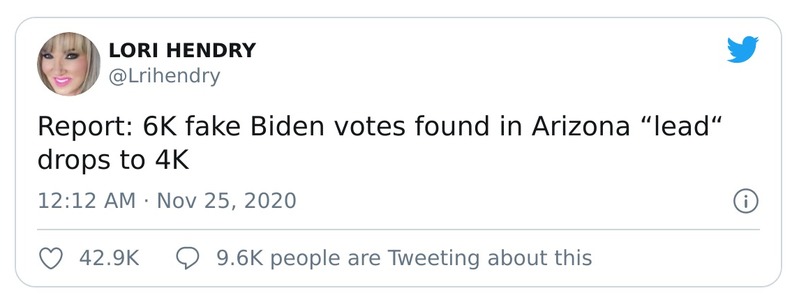 LORI HENDRY
@Lrihendry
Report: 6K fake Biden votes found in Arizona “lead“
drops to 4K
12:12 AM · Nov 25, 2020
42.9K 9.6K people are Tweeting about this